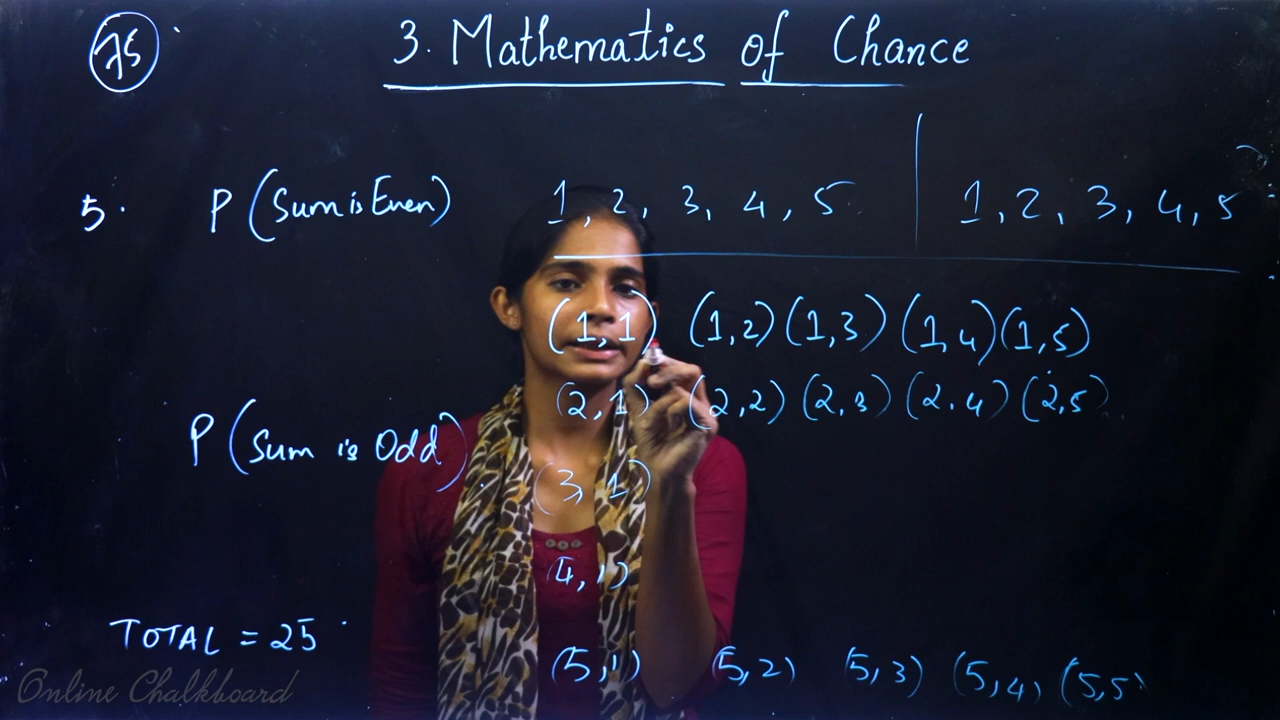 75
3. Mathematics of Chance
5. P (Sum is Even) 1, 2, 3, 4, 5 | 1, 2, 3, 4, 5
(1,1) (1,2) (1,3) (1,4) (1,5)
(2,1) (2,2) (2,3) (2,4) (2,5)
P (Sum is Odd)
(3,1)
(4,1)
TOTAL = 25
(5,1) (5,2) (5,3) (5,4) (5,5)
Online Chalkboard